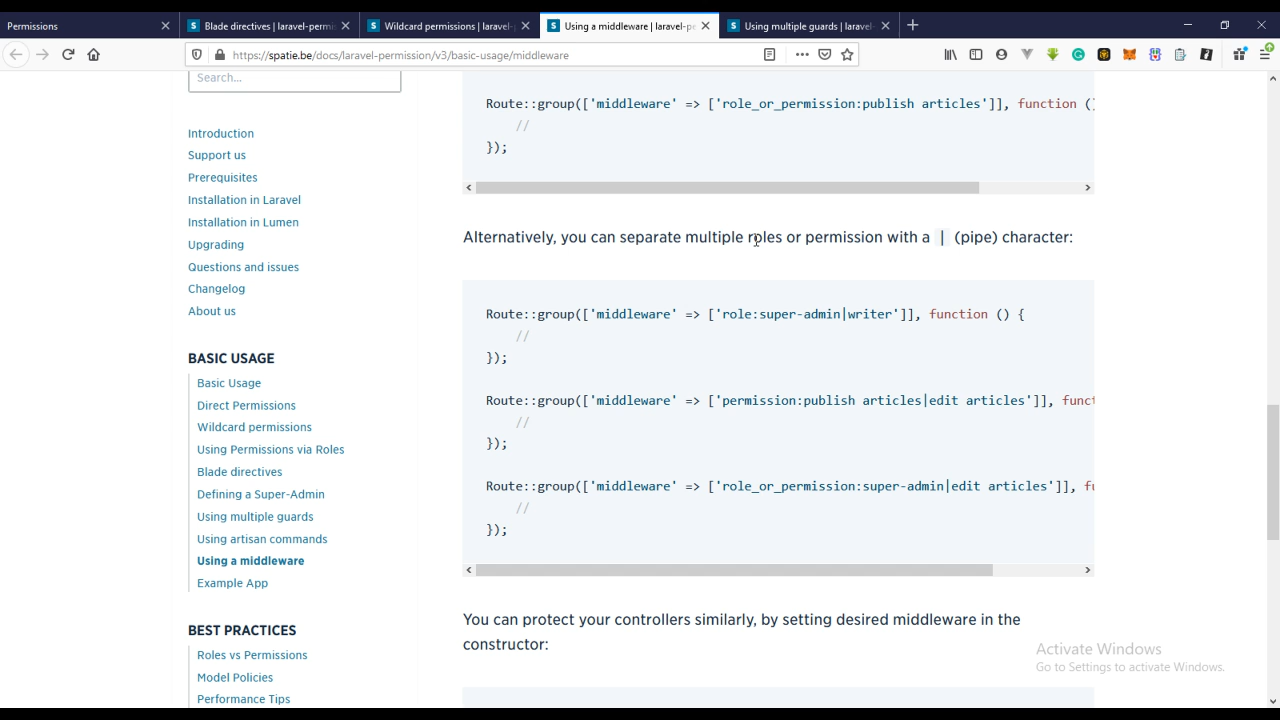 Permissions
Blade directives | laravel-permis
Wildcard permissions | laravel-
Using a middleware | laravel-pe
Using multiple guards | laravel
https://spatie.be/docs/laravel-permission/v3/basic-usage/middleware
Search...
Introduction
Support us
Prerequisites
Installation in Laravel
Installation in Lumen
Upgrading
Questions and issues
Changelog
About us
BASIC USAGE
Basic Usage
Direct Permissions
Wildcard permissions
Using Permissions via Roles
Blade directives
Defining a Super-Admin
Using multiple guards
Using artisan commands
Using a middleware
Example App
BEST PRACTICES
Roles vs Permissions
Model Policies
Performance Tips
Route::group(['middleware' => ['role_or_permission:publish articles']], function ()
//
});
Alternatively, you can separate multiple roles or permission with a | (pipe) character:
Route::group(['middleware' => ['role:super-admin|writer']], function () {
//
});
Route::group(['middleware' => ['permission:publish articles|edit articles']], funct
//
});
Route::group(['middleware' => ['role_or_permission:super-admin|edit articles']], fu
//
});
You can protect your controllers similarly, by setting desired middleware in the
constructor:
Activate Windows
Go to Settings to activate Windows.